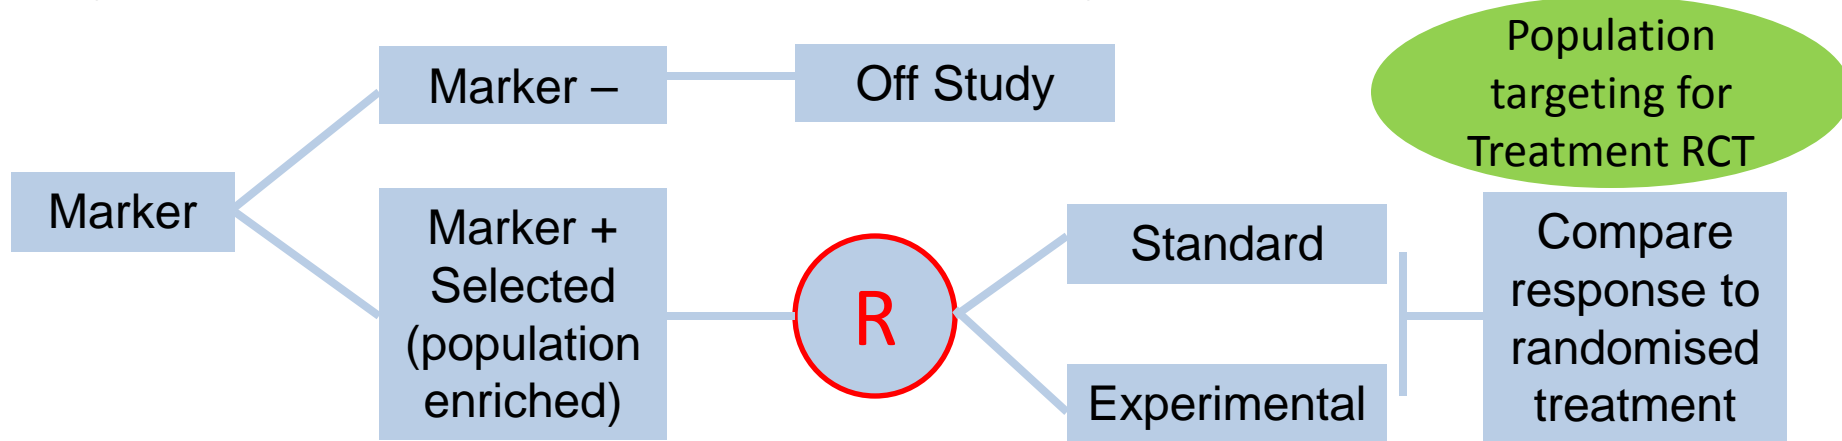 Marker
Marker –
Off Study
Marker +
Selected
(population
enriched)
R
Standard
Experimental
Population
targeting for
Treatment RCT
Compare
response to
randomised
treatment